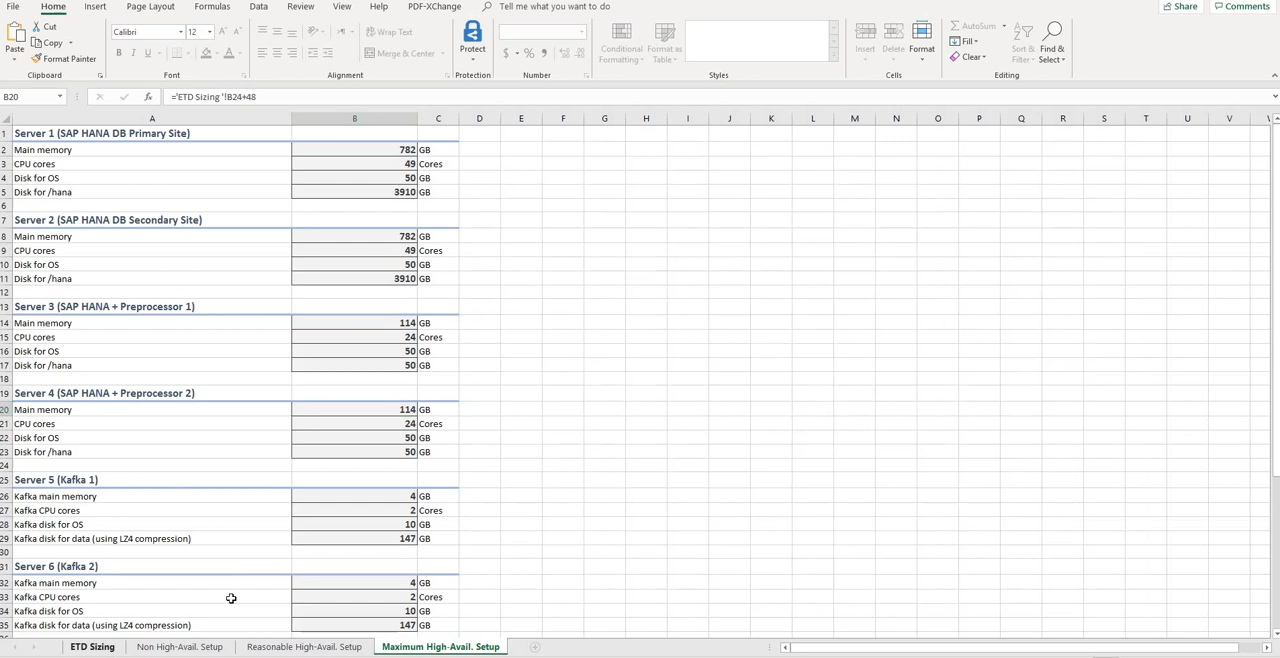 File Home Insert Page Layout Formulas Data Review View Help PDF-XChange Tell me what you want to do Share Comments
Paste Cut Calibri 12 Wrap Text Protect Conditional Formatting Format as Table Insert Delete Format AutoSum Sort & Filter Find & Select
Copy Merge & Center $ % Fill
Format Painter B I U A Clear
Clipboard Font Alignment Protection Number Styles Cells Editing
B20 fx ='ETD Sizing '!B24+48
A B C D E F G H I J K L M N O P Q R S T U V
1 Server 1 (SAP HANA DB Primary Site)
2 Main memory 782 GB
3 CPU cores 49 Cores
4 Disk for OS 50 GB
5 Disk for /hana 3910 GB
6
7 Server 2 (SAP HANA DB Secondary Site)
8 Main memory 782 GB
9 CPU cores 49 Cores
10 Disk for OS 50 GB
11 Disk for /hana 3910 GB
12
13 Server 3 (SAP HANA + Preprocessor 1)
14 Main memory 114 GB
15 CPU cores 24 Cores
16 Disk for OS 50 GB
17 Disk for /hana 50 GB
18
19 Server 4 (SAP HANA + Preprocessor 2)
20 Main memory 114 GB
21 CPU cores 24 Cores
22 Disk for OS 50 GB
23 Disk for /hana 50 GB
24
25 Server 5 (Kafka 1)
26 Kafka main memory 4 GB
27 Kafka CPU cores 2 Cores
28 Kafka disk for OS 10 GB
29 Kafka disk for data (using LZ4 compression) 147 GB
30
31 Server 6 (Kafka 2)
32 Kafka main memory 4 GB
33 Kafka CPU cores 2 Cores
34 Kafka disk for OS 10 GB
35 Kafka disk for data (using LZ4 compression) 147 GB
ETD Sizing Non High-Avail. Setup Reasonable High-Avail. Setup Maximum High-Avail. Setup